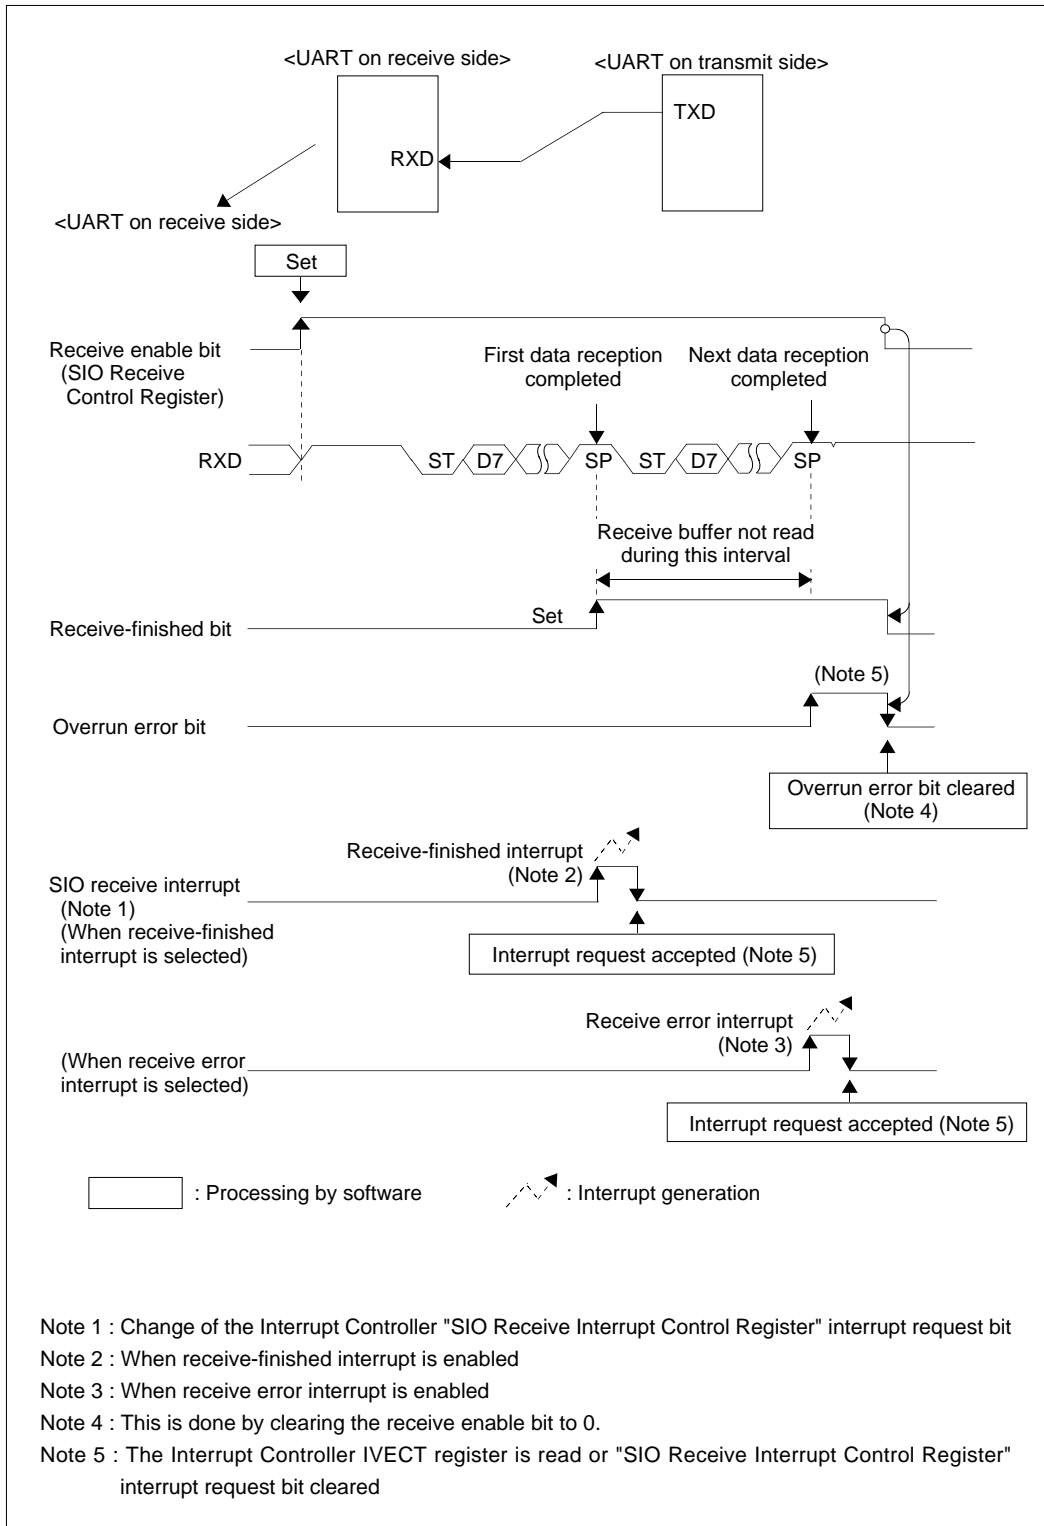 <UART on receive side>
<UART on transmit side>
TXD
RXD
<UART on receive side>
Set
Receive enable bit
(SIO Receive
Control Register)
First data reception
completed
Next data reception
completed
RXD
ST
D7
SP
ST
D7
SP
Receive buffer not read
during this interval
Set
Receive-finished bit
(Note 5)
Overrun error bit
Overrun error bit cleared
(Note 4)
Receive-finished interrupt
(Note 2)
SIO receive interrupt
(Note 1)
(When receive-finished
interrupt is selected)
Interrupt request accepted (Note 5)
Receive error interrupt
(Note 3)
(When receive error
interrupt is selected)
Interrupt request accepted (Note 5)
: Processing by software
: Interrupt generation
Note 1 : Change of the Interrupt Controller "SIO Receive Interrupt Control Register" interrupt request bit
Note 2 : When receive-finished interrupt is enabled
Note 3 : When receive error interrupt is enabled
Note 4 : This is done by clearing the receive enable bit to 0.
Note 5 : The Interrupt Controller IVECT register is read or "SIO Receive Interrupt Control Register"
interrupt request bit cleared